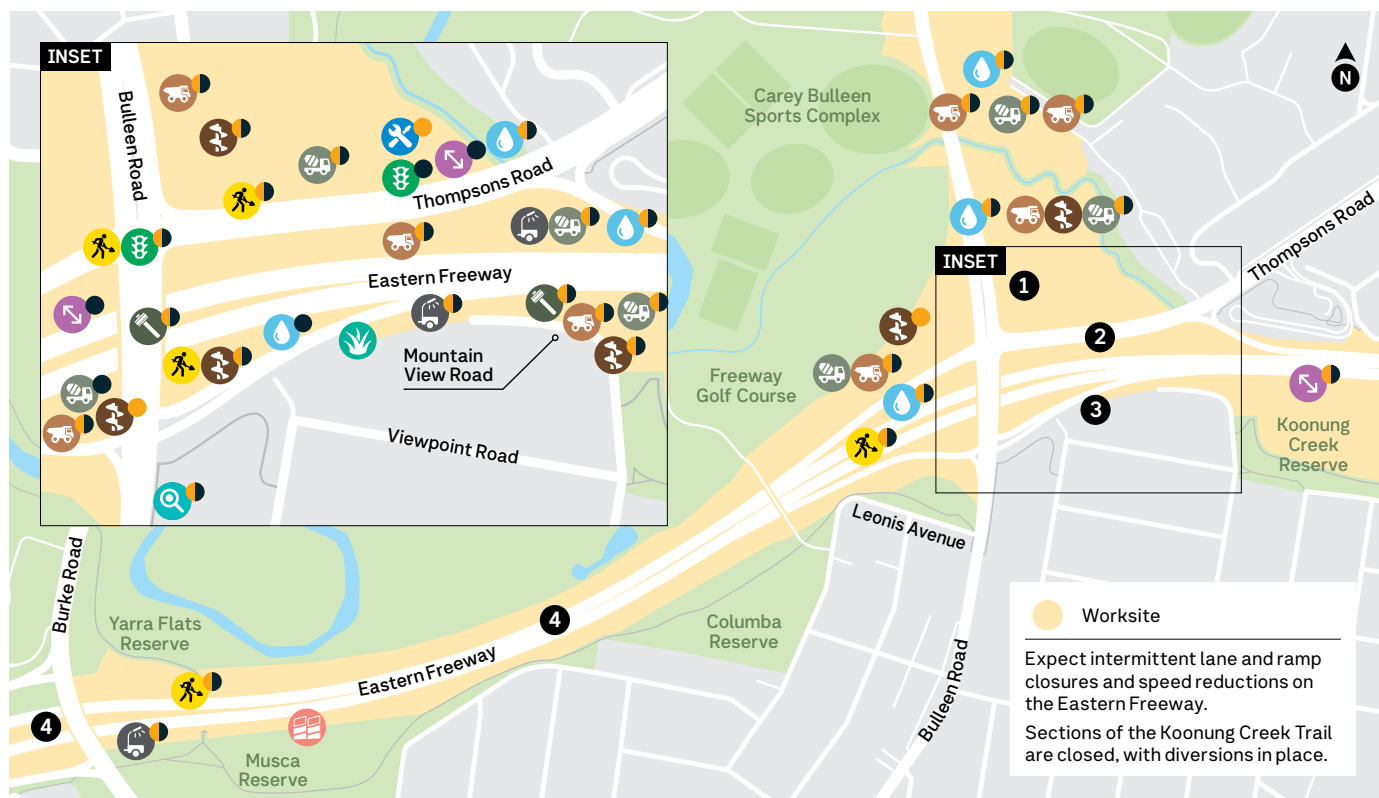 INSET
Bulleen Road
Thompsons Road
Eastern Freeway
Mountain
View Road
Viewpoint Road
Carey Bulleen
Sports Complex
N
Thompsons Road
INSET
1
2
3
Freeway
Golf Course
Koonung
Creek
Reserve
Leonis Avenue
Burke Road
Yarra Flats
Reserve
4
Columba
Reserve
Eastern Freeway
Bulleen Road
4
Musca
Reserve
Worksite
Expect intermittent lane and ramp
closures and speed reductions on
the Eastern Freeway.
Sections of the Koonung Creek Trail
are closed, with diversions in place.